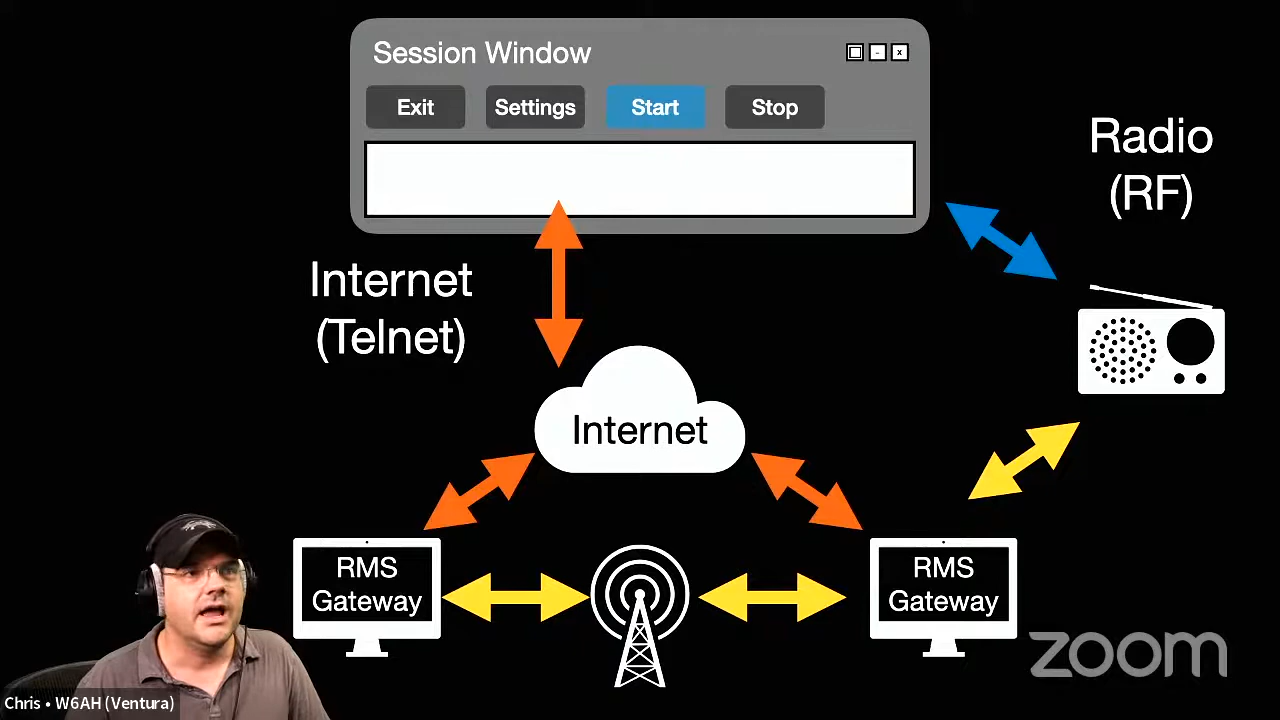 Session Window
Exit
Settings
Start
Stop
Radio
(RF)
Internet
(Telnet)
Internet
RMS
Gateway
RMS
Gateway
zoom
Chris • W6AH (Ventura)